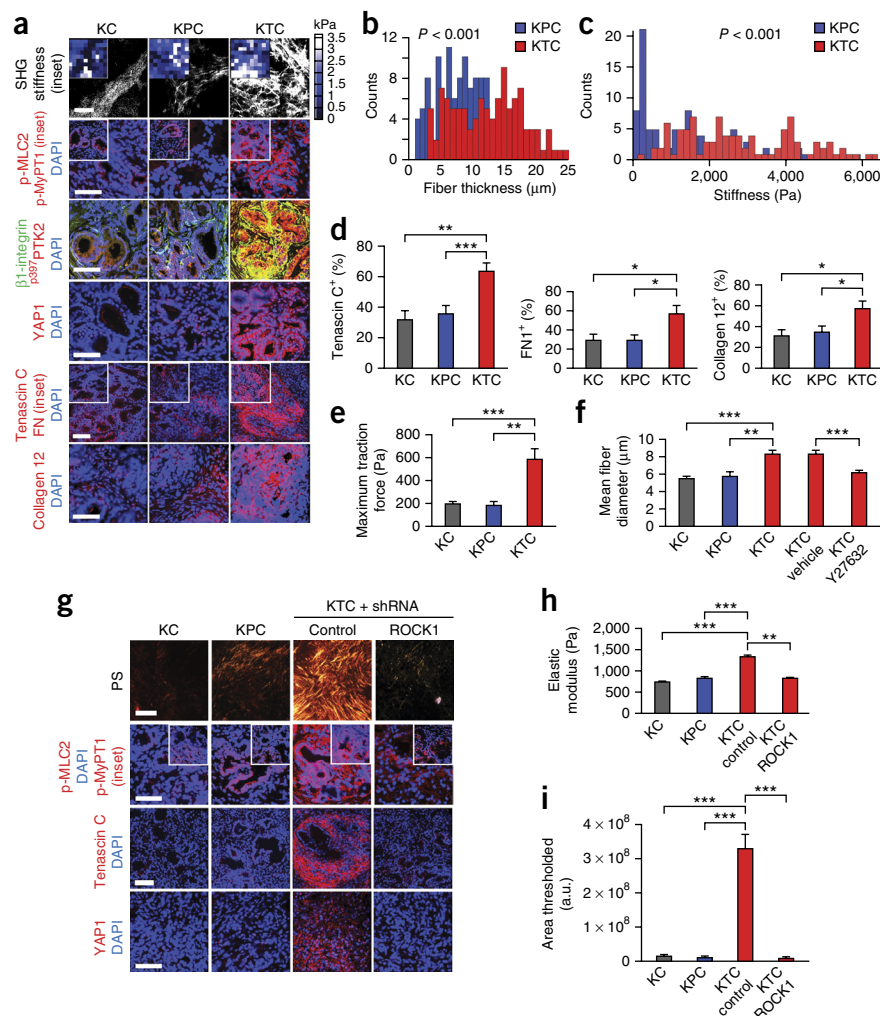 a
KC KPC KTC
kPa
3.5
3
2.5
2
1.5
1
0.5
0
SHG
stiffness
(inset)
p-MLC2
p-MyPT1 (inset)
DAPI
β1-integrin
p397PTK2
YAP1
DAPI
Tenascin C
FN (inset)
DAPI
Collagen 12
DAPI
b
P < 0.001
KPC
KTC
Counts
16
12
8
4
0
0 5 10 15 20 25
Fiber thickness (μm)
c
P < 0.001
KPC
KTC
Counts
20
15
10
5
0
0 2,000 4,000 6,000
Stiffness (Pa)
d
Tenascin C+ (%)
80
60
40
20
0
** ***
KC KPC KTC
FN1+ (%)
80
60
40
20
0
* *
KC KPC KTC
Collagen 12+ (%)
80
60
40
20
0
* *
KC KPC KTC
e
Maximum traction
force (Pa)
800
600
400
200
0
*** **
KC KPC KTC
f
Mean fiber
diameter (μm)
10
8
6
4
2
0
*** ** ***
KC
KPC
KTC
KTC
vehicle
KTC
Y27632
g
KTC + shRNA
KC KPC Control ROCK1
PS
p-MLC2
DAPI
p-MyPT1
(inset)
Tenascin C
DAPI
YAP1
DAPI
h
Elastic
modulus (Pa)
2,000
1,500
1,000
500
0
*** *** **
KC
KPC
KTC
control
KTC
ROCK1
i
Area thresholded
(a.u.)
4 × 10⁸
3 × 10⁸
2 × 10⁸
1 × 10⁸
0
*** *** ***
KC
KPC
KTC
control
KTC
ROCK1